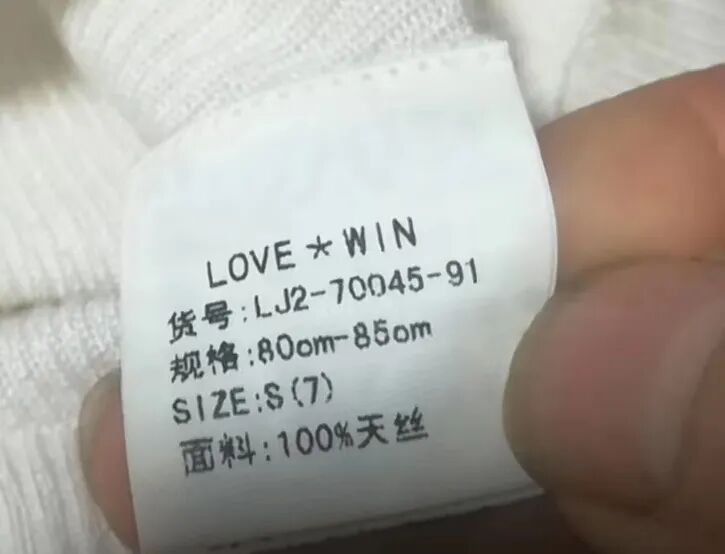 LOVE★WIN
货号:LJ2-70045-91
规格:80cm-85cm
SIZE:S(7)
面料:100%天丝